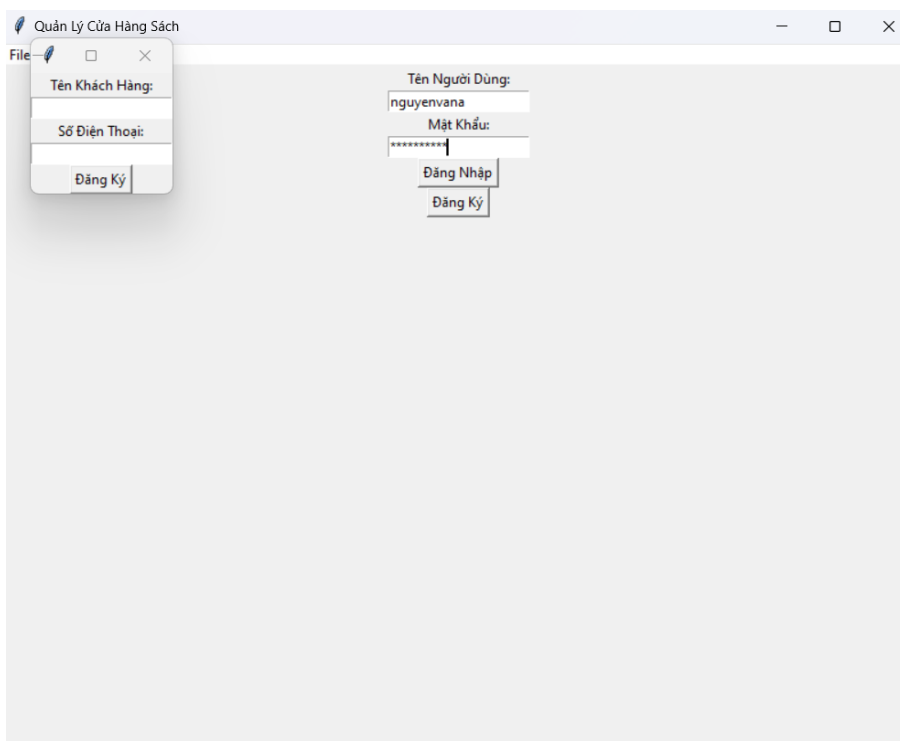 Quản Lý Cửa Hàng Sách
File
Tên Khách Hàng:
Số Điện Thoại:
Đăng Ký
Tên Người Dùng:
nguyenvana
Mật Khẩu:
**********
Đăng Nhập
Đăng Ký